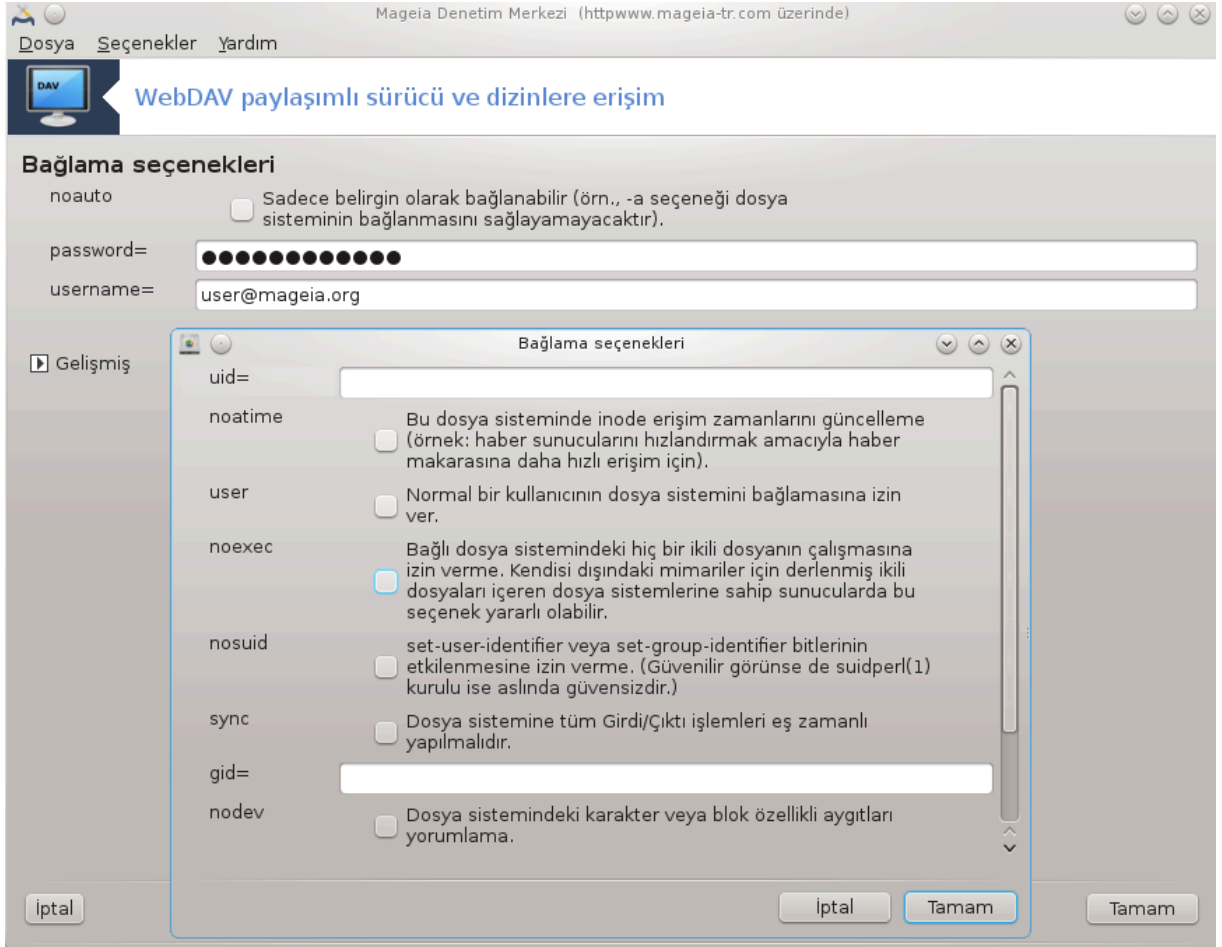 Mageia Denetim Merkezi (httpwww.mageia-tr.com üzerinde)
Dosya Seçenekler Yardım
DAV
WebDAV paylaşımlı sürücü ve dizinlere erişim
Bağlama seçenekleri
noauto
Sadece belirgin olarak bağlanabilir (örn., -a seçeneği dosya
sisteminin bağlanmasını sağlayamayacaktır).
password=
●●●●●●●●●●●●
username=
user@mageia.org
Gelişmiş
Bağlama seçenekleri
uid=
noatime
Bu dosya sisteminde inode erişim zamanlarını güncelleme
(örnek: haber sunucularını hızlandırmak amacıyla haber
makarasına daha hızlı erişim için).
user
Normal bir kullanıcının dosya sistemini bağlamasına izin
ver.
noexec
Bağlı dosya sistemindeki hiç bir ikili dosyanın çalışmasına
izin verme. Kendisi dışındaki mimariler için derlenmiş ikili
dosyaları içeren dosya sistemlerine sahip sunucularda bu
seçenek yararlı olabilir.
nosuid
set-user-identifier veya set-group-identifier bitlerinin
etkilenmesine izin verme. (Güvenilir görünse de suidperl(1)
kurulu ise aslında güvensizdir.)
sync
Dosya sistemine tüm Girdi/Çıktı işlemleri eş zamanlı
yapılmalıdır.
gid=
nodev
Dosya sistemindeki karakter veya blok özellikli aygıtları
yorumlama.
İptal
Tamam
İptal
Tamam